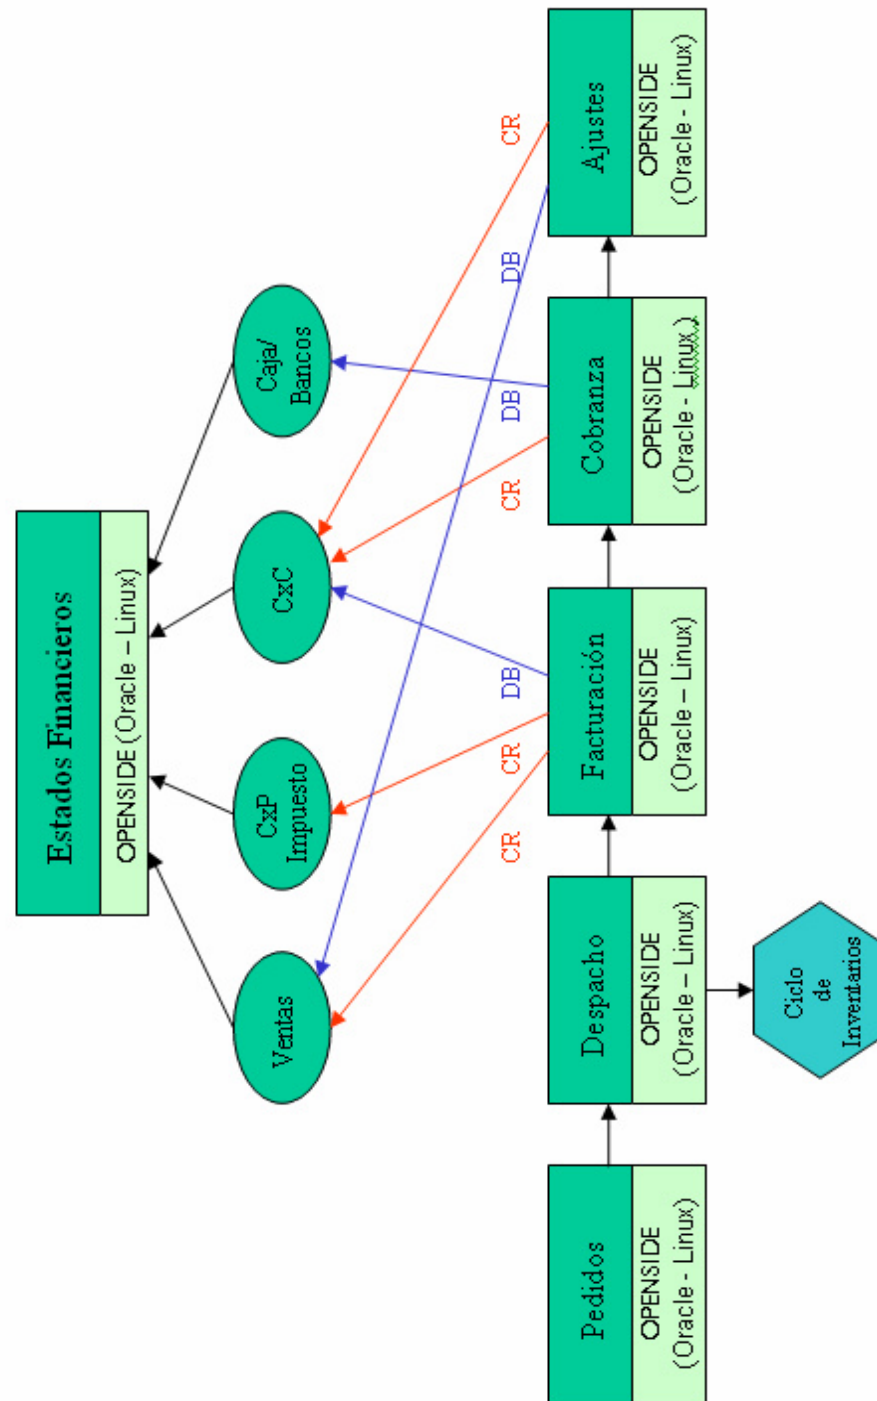 Estados Financieros
OPENSIDE (Oracle – Linux)
Ventas
CxP
Impuesto
CxC
Caja/
Bancos
CR
CR
DB
CR
DB
DB
CR
Pedidos
OPENSIDE
(Oracle - Linux)
Despacho
OPENSIDE
(Oracle – Linux)
Facturación
OPENSIDE
(Oracle – Linux)
Cobranza
OPENSIDE
(Oracle - Linux )
Ajustes
OPENSIDE
(Oracle - Linux)
Ciclo
de
Inventarios